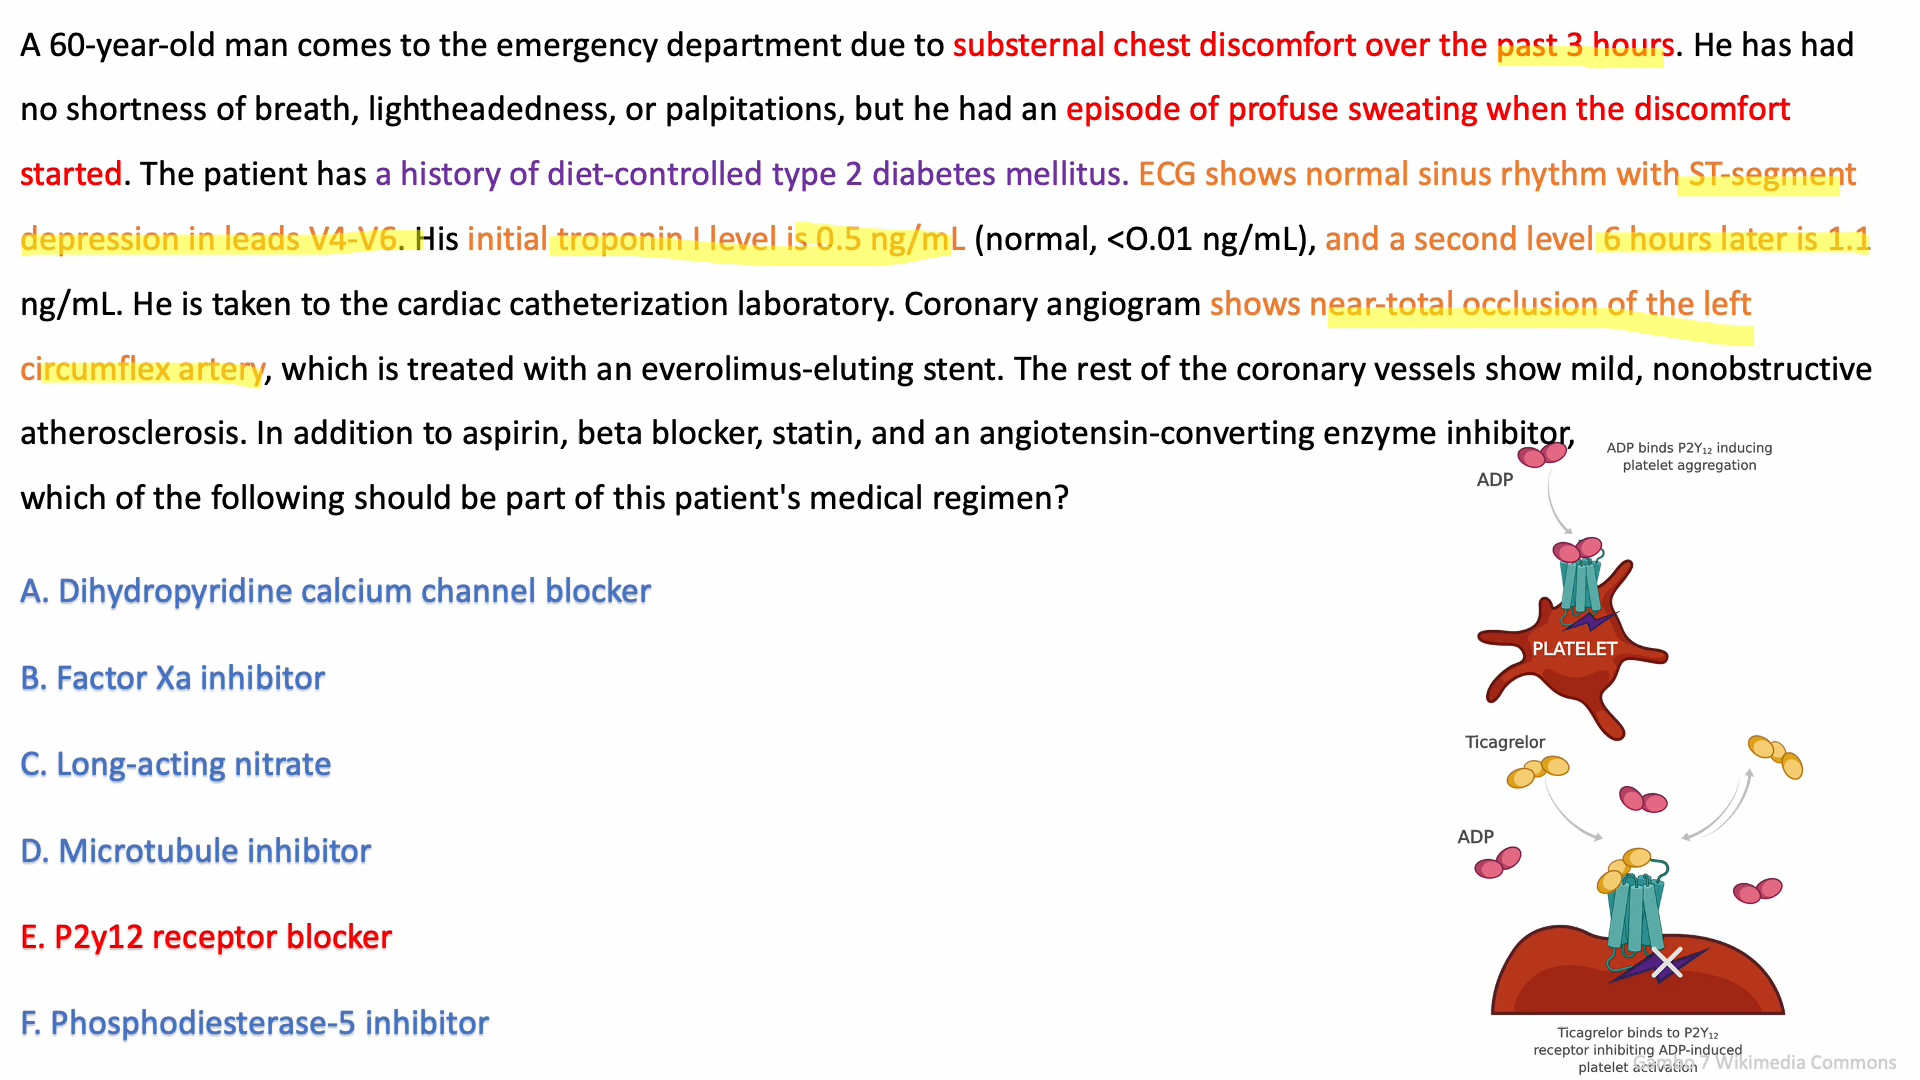 A 60-year-old man comes to the emergency department due to substernal chest discomfort over the past 3 hours. He has had
no shortness of breath, lightheadedness, or palpitations, but he had an episode of profuse sweating when the discomfort
started. The patient has a history of diet-controlled type 2 diabetes mellitus. ECG shows normal sinus rhythm with ST-segment
depression in leads V4-V6. His initial troponin I level is 0.5 ng/mL (normal, <O.01 ng/mL), and a second level 6 hours later is 1.1
ng/mL. He is taken to the cardiac catheterization laboratory. Coronary angiogram shows near-total occlusion of the left
circumflex artery, which is treated with an everolimus-eluting stent. The rest of the coronary vessels show mild, nonobstructive
atherosclerosis. In addition to aspirin, beta blocker, statin, and an angiotensin-converting enzyme inhibitor,
which of the following should be part of this patient's medical regimen?
A. Dihydropyridine calcium channel blocker
B. Factor Xa inhibitor
C. Long-acting nitrate
D. Microtubule inhibitor
E. P2y12 receptor blocker
F. Phosphodiesterase-5 inhibitor
ADP binds P2Y₁₂ inducing
platelet aggregation
ADP
PLATELET
Ticagrelor
ADP
Ticagrelor binds to P2Y₁₂
receptor inhibiting ADP-induced
platelet activation
Gambo 7 Wikimedia Commons